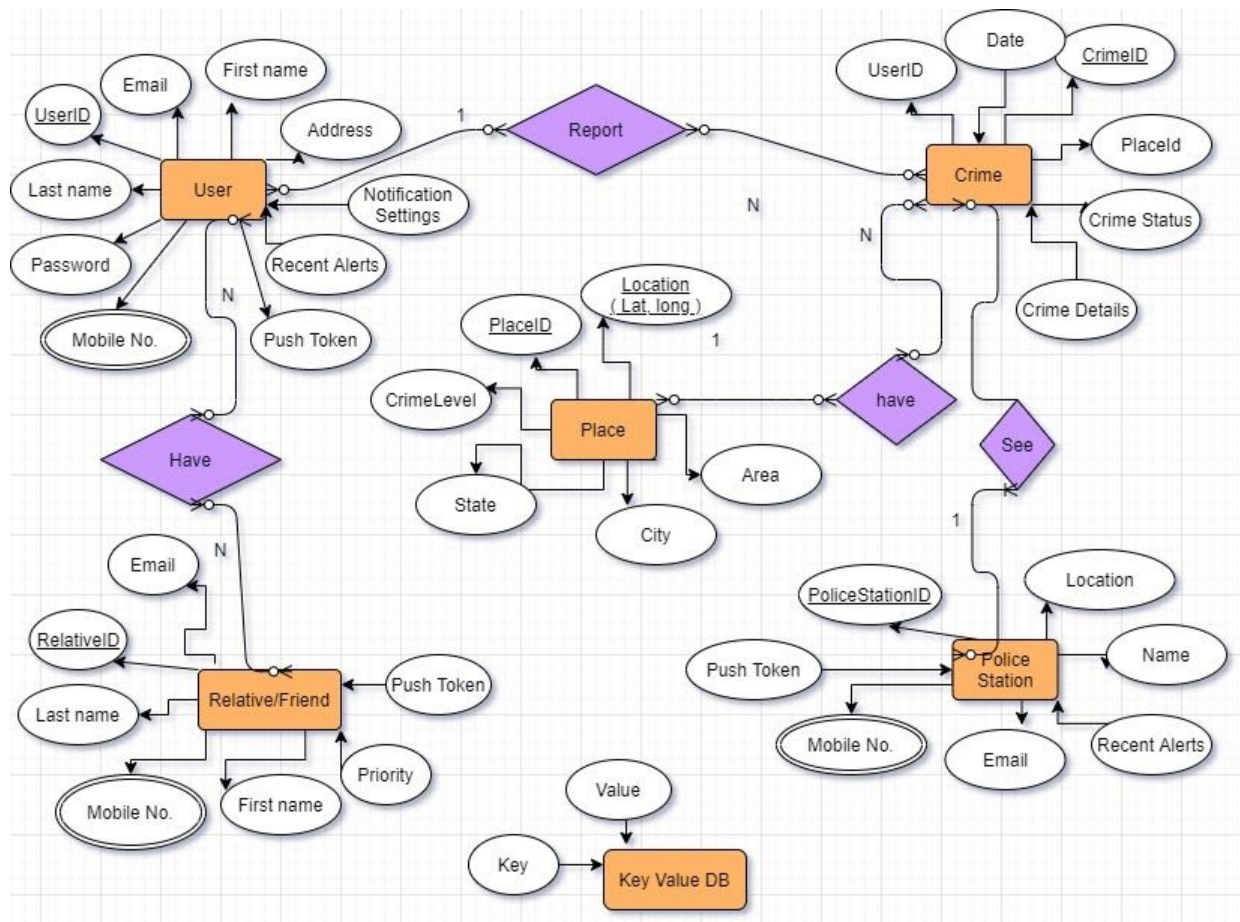 Date
First name
CrimeID
Email
UserID
UserID
1
Address
Report
PlaceId
Last name
User
Notification
Settings
Crime
N
Crime Status
N
Password
Recent Alerts
N
Location
( Lat, long )
Crime Details
Mobile No.
Push Token
PlaceID
1
CrimeLevel
have
Place
See
Have
Area
State
City
1
N
Email
Location
PoliceStationID
RelativeID
Push Token
Police
Station
Name
Push Token
Last name
Relative/Friend
Mobile No.
Email
Recent Alerts
Priority
Mobile No.
First name
Value
Key
Key Value DB